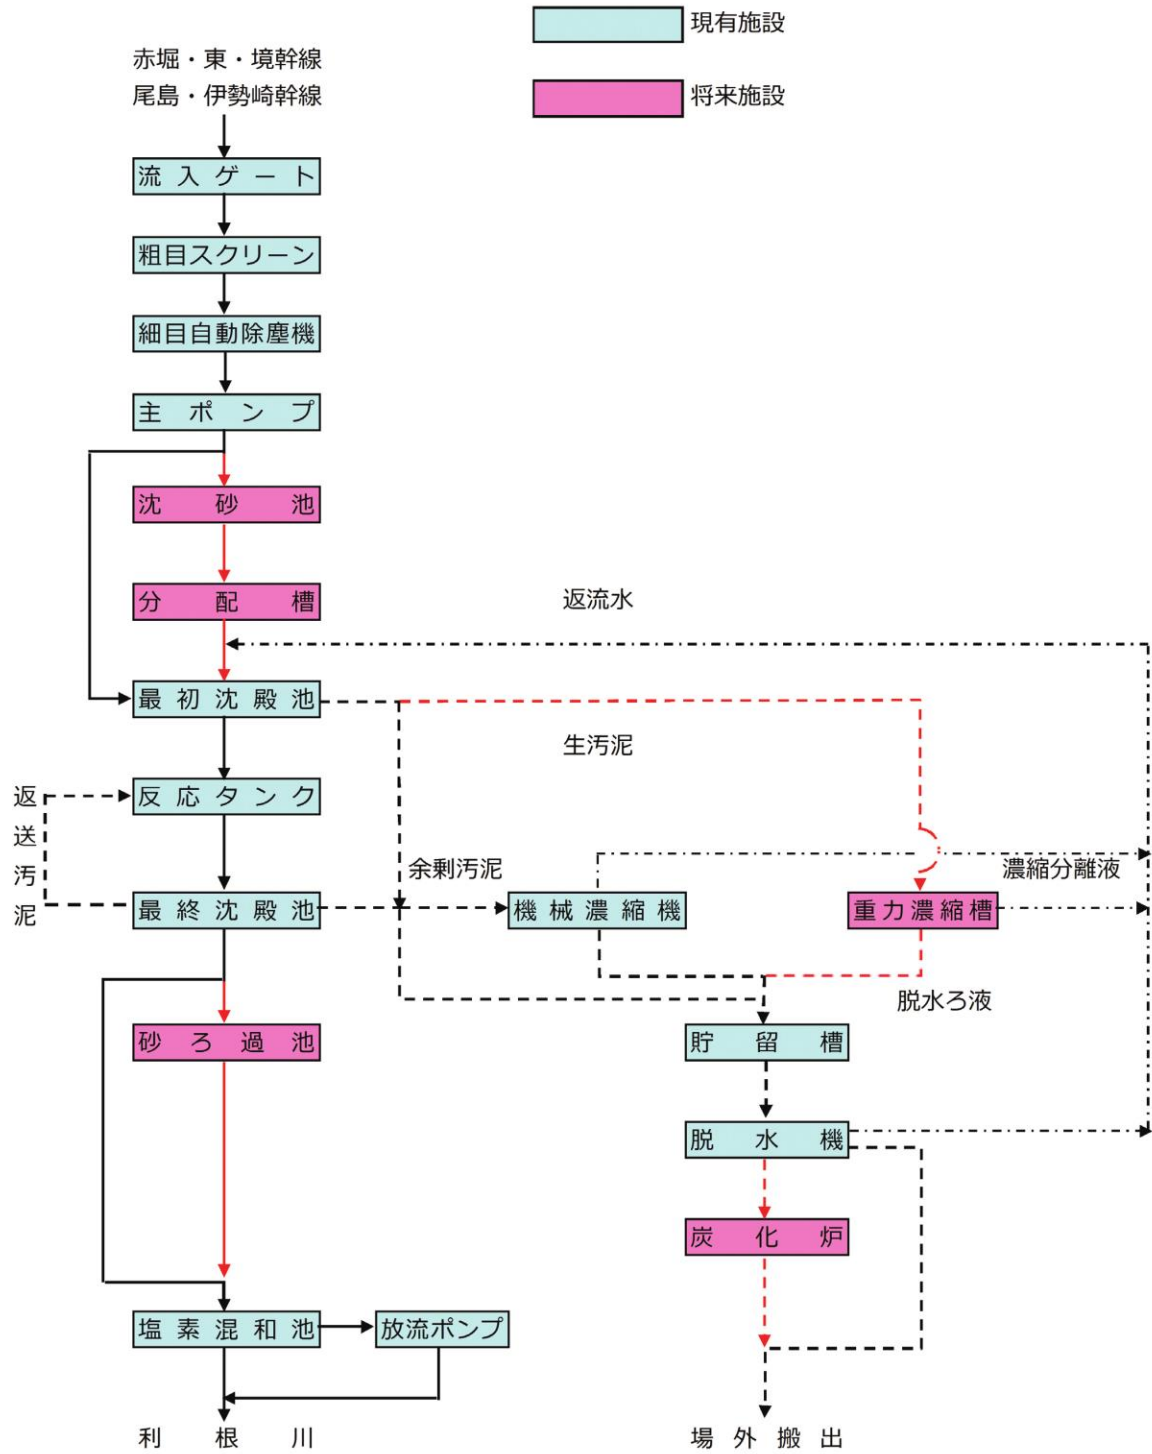 現有施設
将来施設
赤堀・東・境幹線
尾島・伊勢崎幹線
流入ゲート
粗目スクリーン
細目自動除塵機
主ポンプ
沈砂池
分配槽
返流水
最初沈殿池
生汚泥
反応タンク
返送汚泥
余剰汚泥
濃縮分離液
最終沈殿池
機械濃縮機
重力濃縮槽
脱水ろ液
砂ろ過池
貯留槽
脱水機
炭化炉
塩素混和池
放流ポンプ
利根川
場外搬出